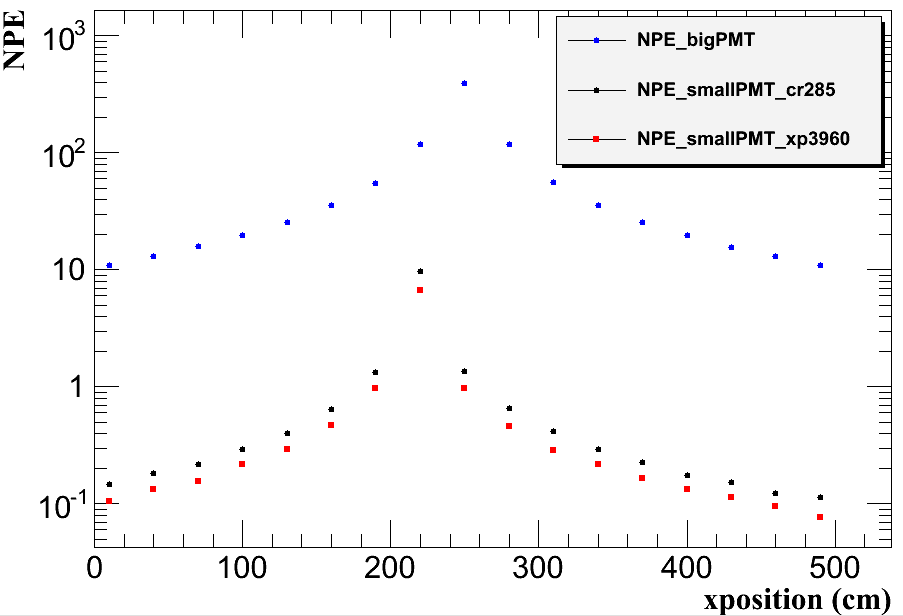 NPE
10³
10²
10
1
10⁻¹
NPE_bigPMT
NPE_smallPMT_cr285
NPE_smallPMT_xp3960
0 100 200 300 400 500
xposition (cm)